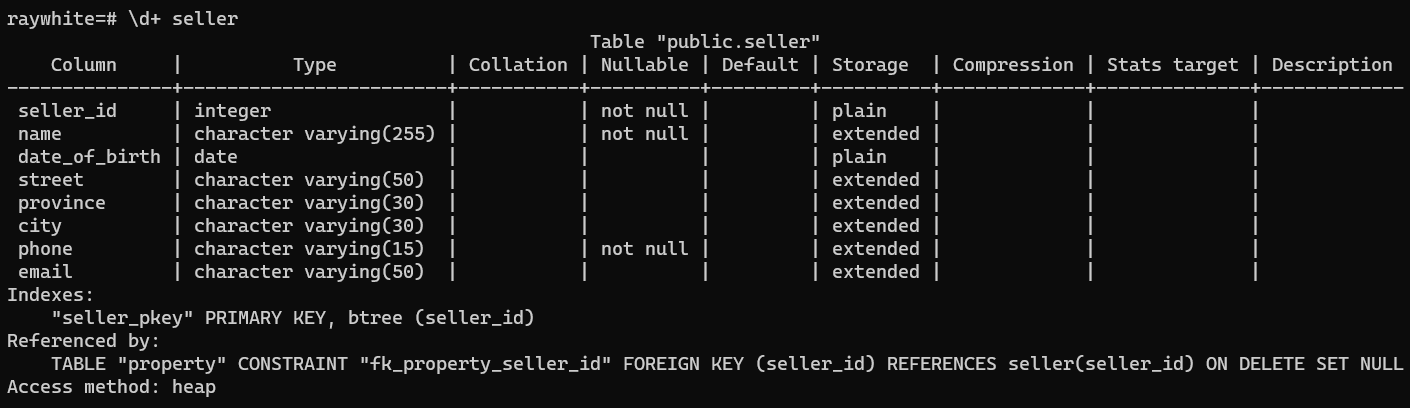 raywhite=# \d+ seller
                                                     Table "public.seller"
    Column     |          Type          | Collation | Nullable | Default | Storage  | Compression | Stats target | Description
---------------+------------------------+-----------+----------+---------+----------+-------------+--------------+-------------
 seller_id     | integer                |           | not null |         | plain    |             |              |
 name          | character varying(255) |           | not null |         | extended |             |              |
 date_of_birth | date                   |           |          |         | plain    |             |              |
 street        | character varying(50)  |           |          |         | extended |             |              |
 province      | character varying(30)  |           |          |         | extended |             |              |
 city          | character varying(30)  |           |          |         | extended |             |              |
 phone         | character varying(15)  |           | not null |         | extended |             |              |
 email         | character varying(50)  |           |          |         | extended |             |              |
Indexes:
    "seller_pkey" PRIMARY KEY, btree (seller_id)
Referenced by:
    TABLE "property" CONSTRAINT "fk_property_seller_id" FOREIGN KEY (seller_id) REFERENCES seller(seller_id) ON DELETE SET NULL
Access method: heap